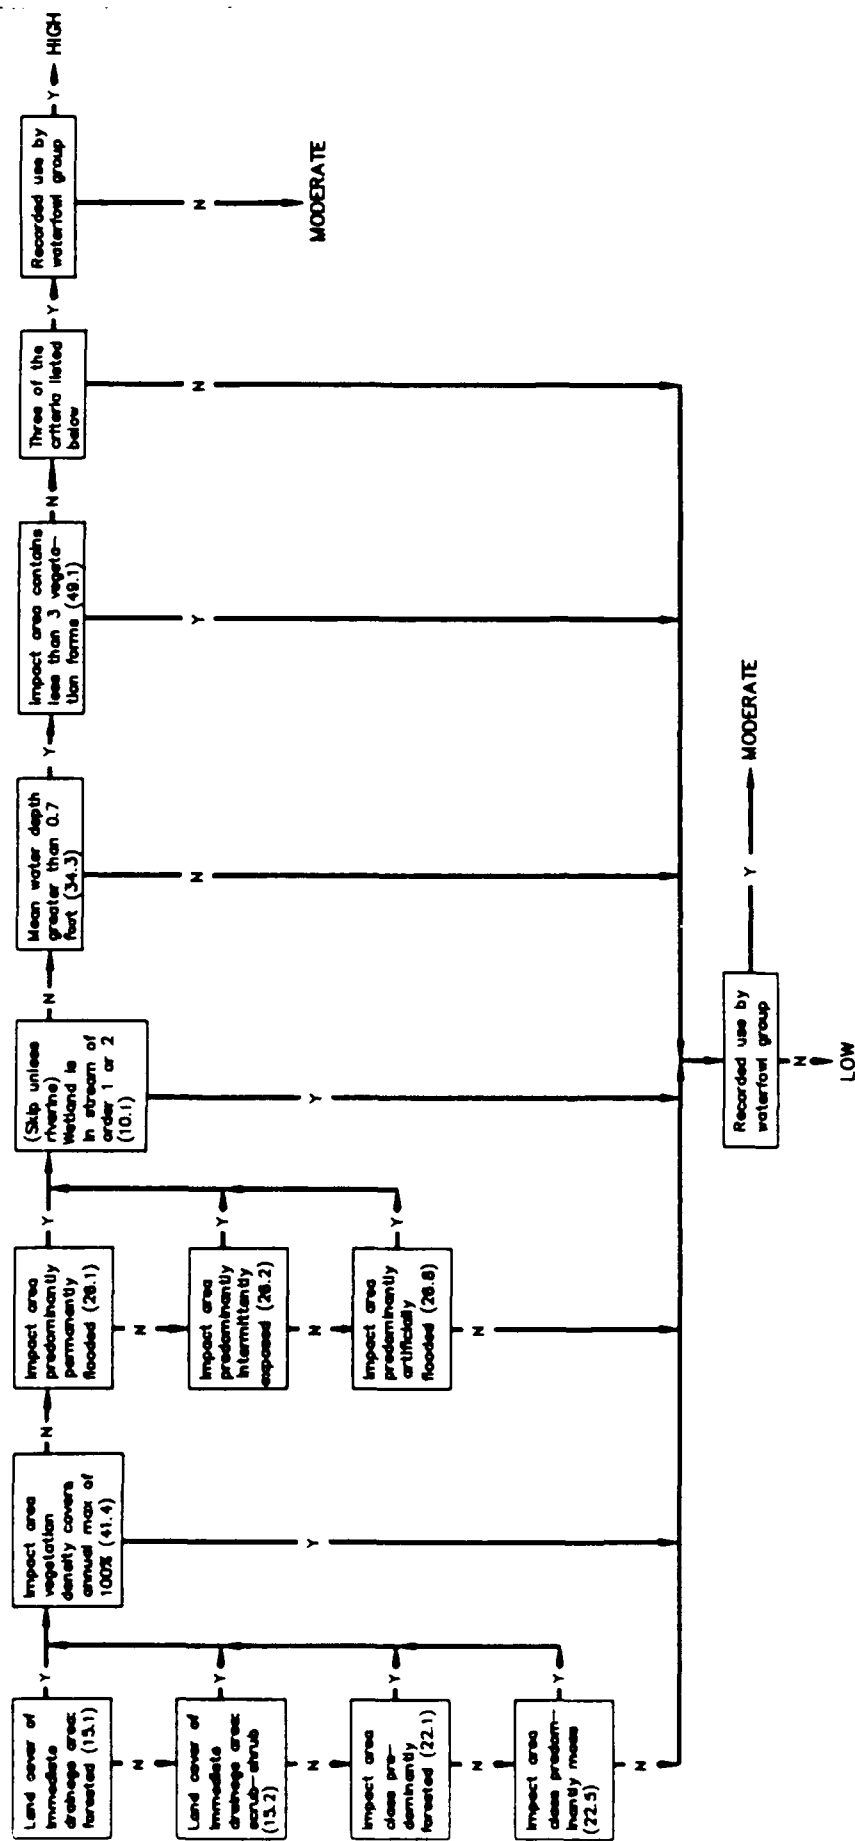 Land cover of
immediate
drainage area:
forested (15.1)
N
Y
Land cover of
immediate
drainage area:
scrub-shrub
(15.2)
N
Y
Impact area
class pre-
dominantly
forested (22.1)
N
Y
Impact area
class predom-
inantly moss
(22.5)
N
Y
Impact area
vegetation
density covers
annual max of
100% (41.4)
Y
N
Impact area
predominantly
permanently
flooded (26.1)
N
Y
Impact area
predominantly
intermittently
exposed (26.2)
N
Y
Impact area
predominantly
artificially
flooded (26.8)
N
Y
(Skip unless
riverine)
Wetland is
in stream of
order 1 or 2
(10.1)
Y
N
Mean water depth
greater than 0.7
foot (34.3)
N
Y
Impact area contains
less than 3 vegeta-
tion forms (49.1)
Y
N
Three of the
criteria listed
below
N
Y
Recorded use by
waterfowl group
Y
HIGH
N
MODERATE
Recorded use by
waterfowl group
Y
MODERATE
N
LOW